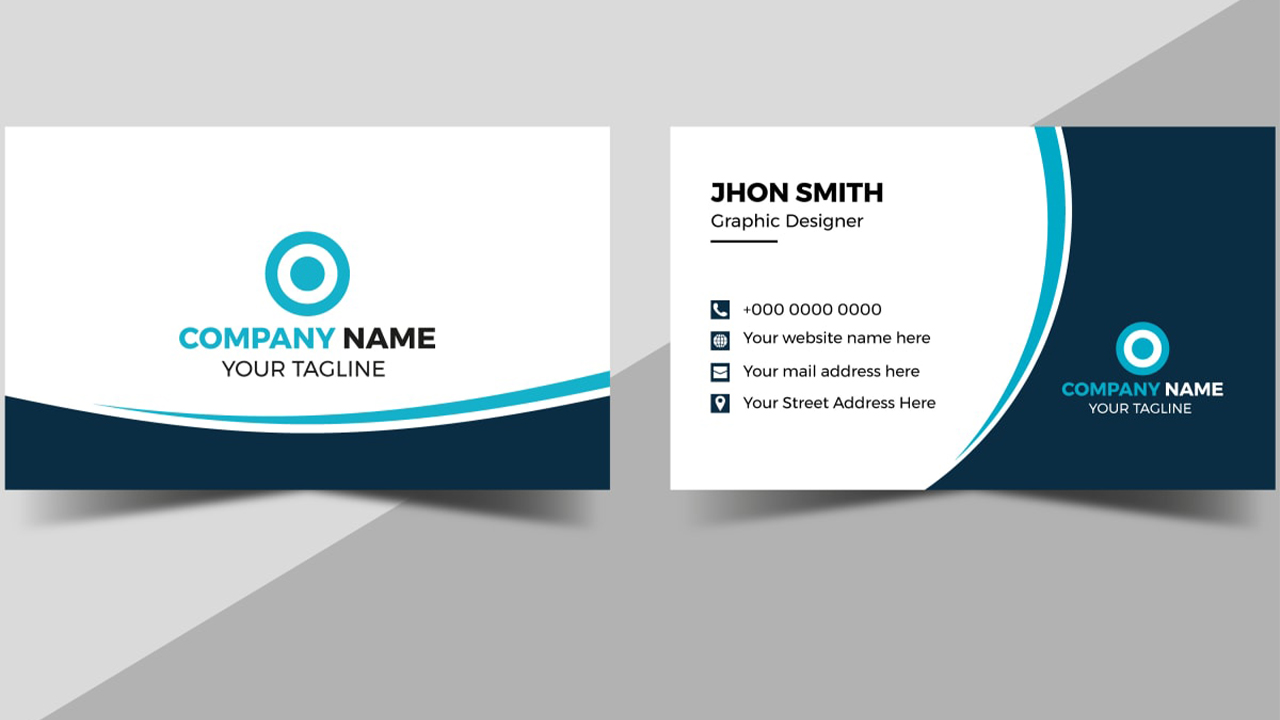 COMPANY NAME
YOUR TAGLINE
JHON SMITH
Graphic Designer
+000 0000 0000
Your website name here
Your mail address here
Your Street Address Here
COMPANY NAME
YOUR TAGLINE